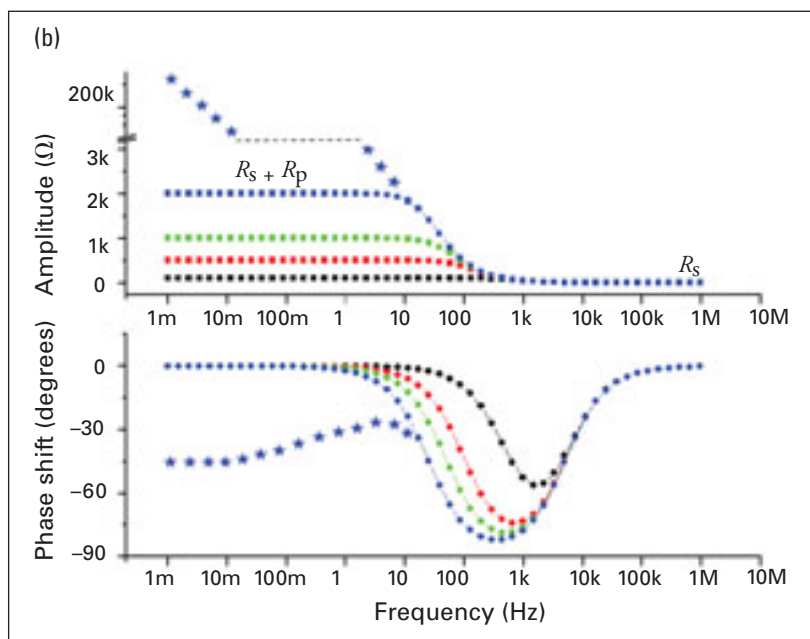 (b)
Amplitude (Ω)
200k
3k
2k
1k
0
Rs + Rp
Rs
1m 10m 100m 1 10 100 1k 10k 100k 1M 10M
Phase shift (degrees)
0
−30
−60
−90
1m 10m 100m 1 10 100 1k 10k 100k 1M 10M
Frequency (Hz)